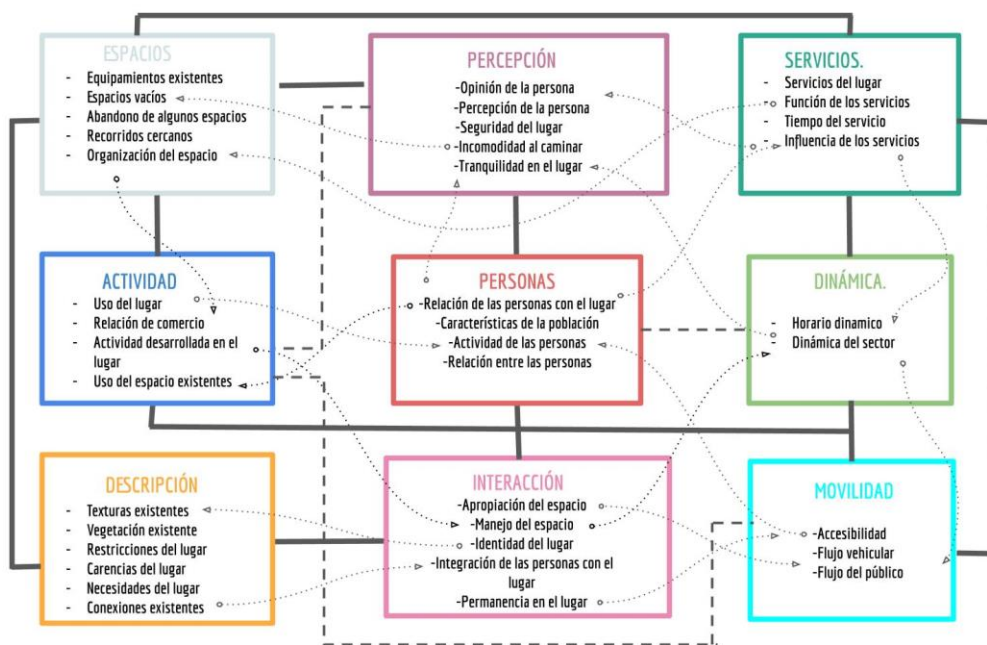 ESPACIOS
- Equipamientos existentes
- Espacios vacíos
- Abandono de algunos espacios
- Recorridos cercanos
- Organización del espacio
PERCEPCIÓN
-Opinión de la persona
-Percepción de la persona
-Seguridad del lugar
-Incomodidad al caminar
-Tranquilidad en el lugar
SERVICIOS.
- Servicios del lugar
- Función de los servicios
- Tiempo del servicio
- Influencia de los servicios
ACTIVIDAD
- Uso del lugar
- Relación de comercio
- Actividad desarrollada en el
lugar
- Uso del espacio existentes
PERSONAS
-Relación de las personas con el lugar
-Características de la población
-Actividad de las personas
-Relación entre las personas
DINÁMICA.
- Horario dinamico
- Dinámica del sector
DESCRIPCIÓN
- Texturas existentes
- Vegetación existente
- Restricciones del lugar
- Carencias del lugar
- Necesidades del lugar
- Conexiones existentes
INTERACCIÓN
-Apropiación del espacio
-Manejo del espacio
-Identidad del lugar
-Integración de las personas con el
lugar
-Permanencia en el lugar
MOVILIDAD
-Accesibilidad
-Flujo vehicular
-Flujo del público